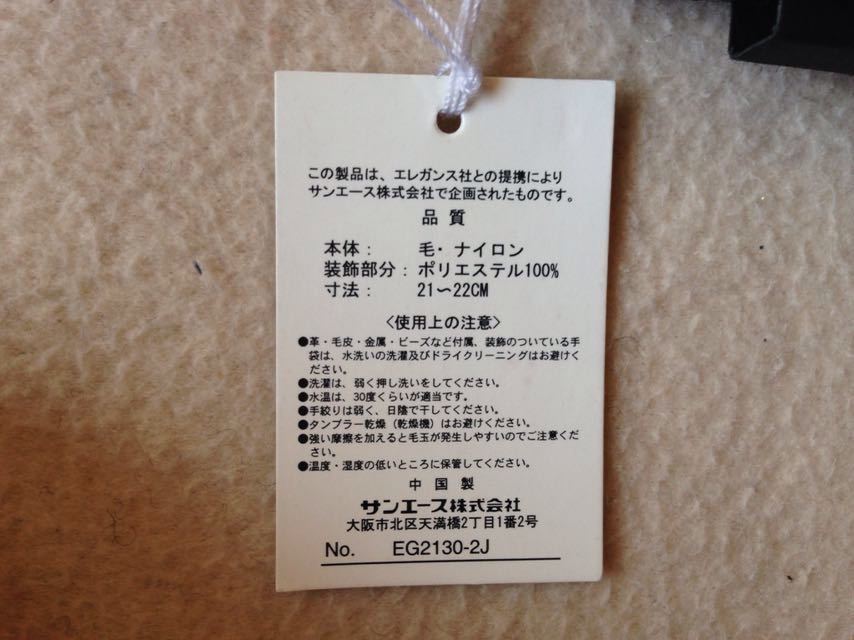 この製品は、エレガンス社との提携により
サンエース株式会社で企画されたものです。
品質
本体： 毛・ナイロン
装飾部分：ポリエステル100%
寸法： 21〜22CM
〈使用上の注意〉
●革・毛皮・金属・ビーズなど付属、装飾のついている手
袋は、水洗いの洗濯及びドライクリーニングはお避けく
ださい。
●洗濯は、弱く押し洗いをしてください。
●水温は、30度くらいが適当です。
●手絞りは弱く、日陰で干してください。
●タンブラー乾燥（乾燥機）はお避けください。
●強い摩擦を加えると毛玉が発生しやすいのでご注意くだ
さい。
●温度・湿度の低いところに保管してください。
中国製
サンエース株式会社
大阪市北区天満橋2丁目1番2号
No. EG2130-2J